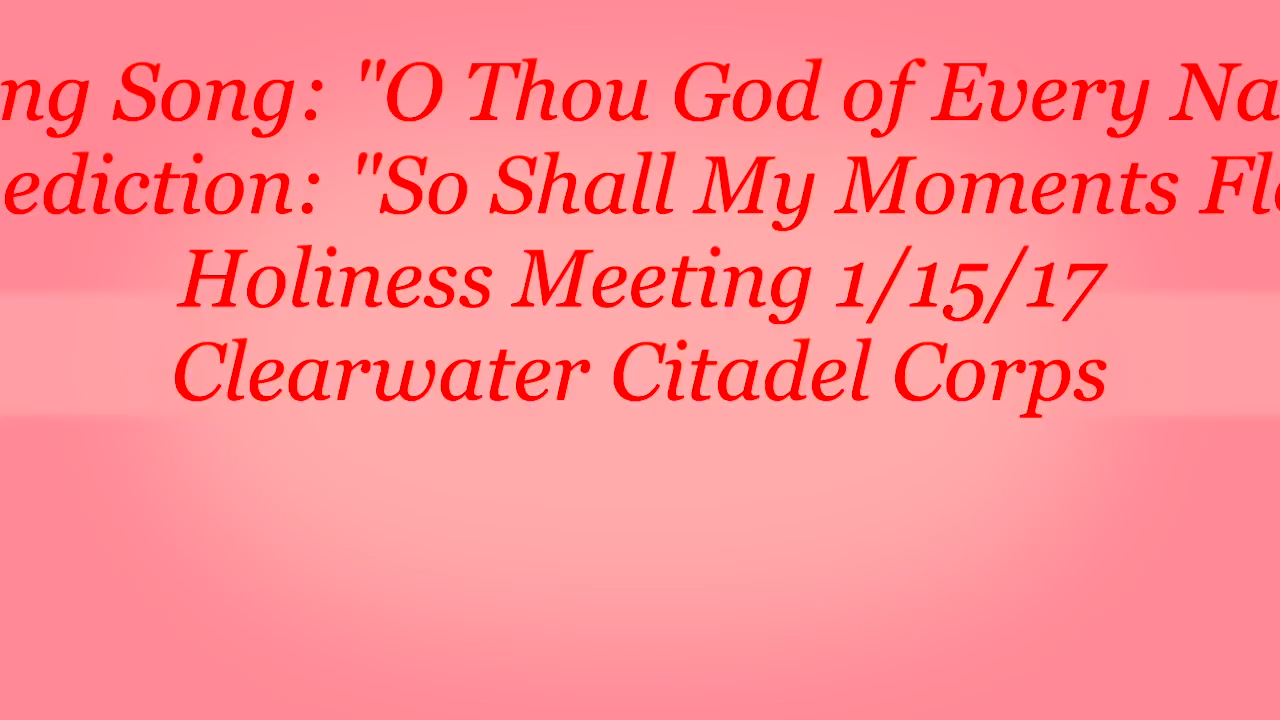 ng Song: "O Thou God of Every Na
ediction: "So Shall My Moments Fl
Holiness Meeting 1/15/17
Clearwater Citadel Corps